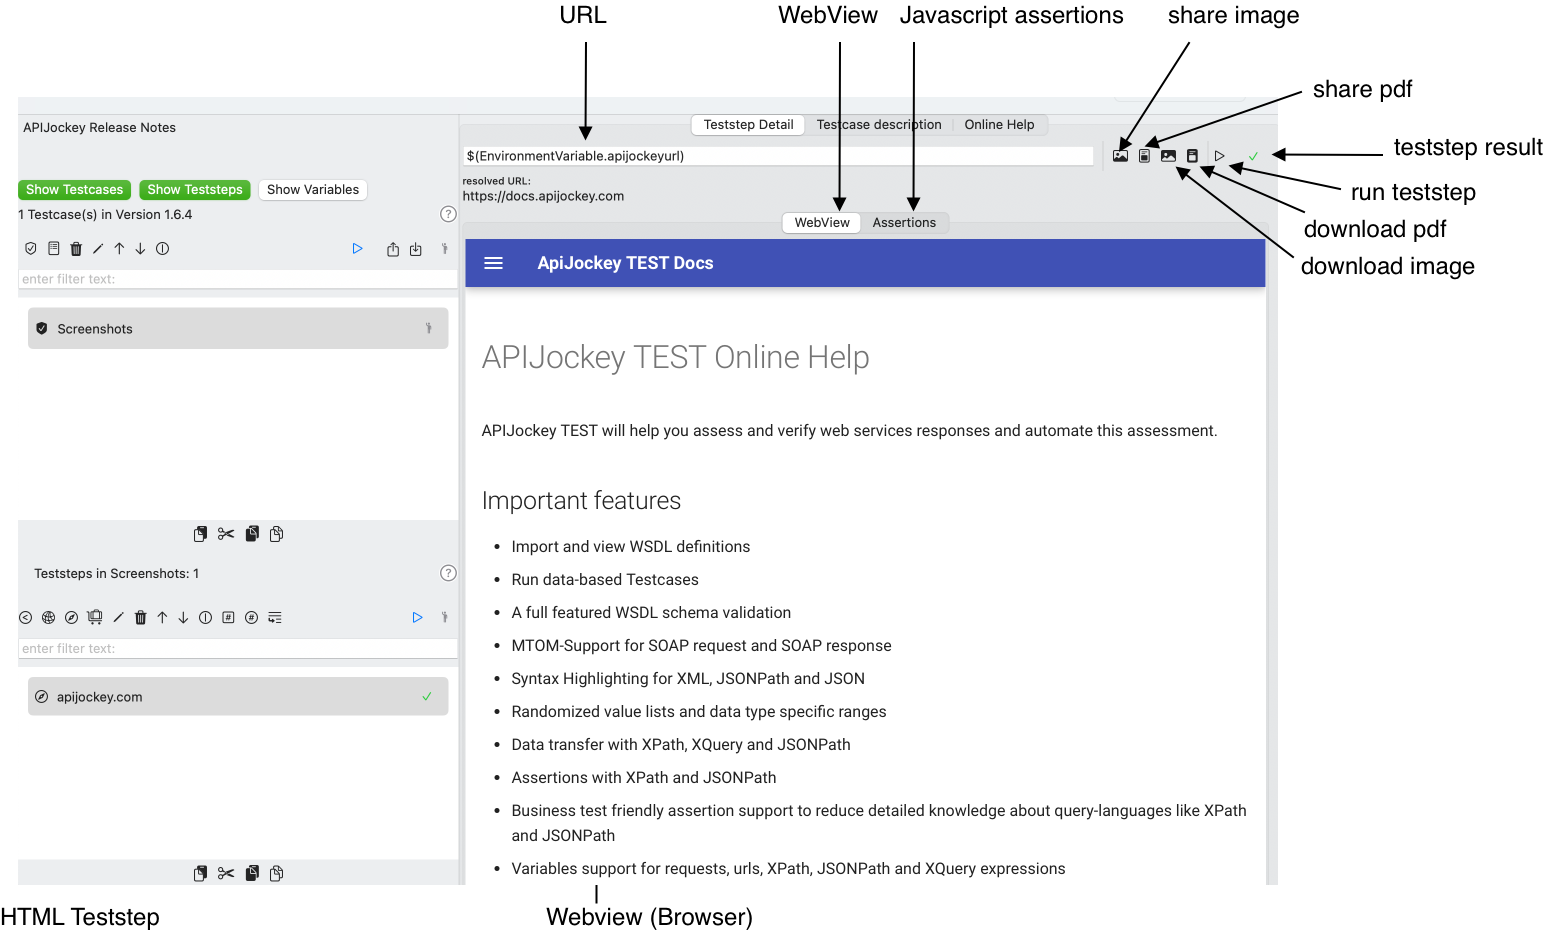 URL
WebView
Javascript assertions
share image
share pdf
APIJockey Release Notes
Teststep Detail
Testcase description
Online Help
teststep result
$(EnvironmentVariable.apijockeyurl)
run teststep
resolved URL:
https://docs.apijockey.com
Show Testcases
Show Teststeps
Show Variables
1 Testcase(s) in Version 1.6.4
?
download pdf
WebView
Assertions
download image
enter filter text:
ApiJockey TEST Docs
Screenshots
APIJockey TEST Online Help
APIJockey TEST will help you assess and verify web services responses and automate this assessment.
Important features
• Import and view WSDL definitions
• Run data-based Testcases
• A full featured WSDL schema validation
• MTOM-Support for SOAP request and SOAP response
• Syntax Highlighting for XML, JSONPath and JSON
• Randomized value lists and data type specific ranges
• Data transfer with XPath, XQuery and JSONPath
• Assertions with XPath and JSONPath
• Business test friendly assertion support to reduce detailed knowledge about query-languages like XPath
and JSONPath
• Variables support for requests, urls, XPath, JSONPath and XQuery expressions
Teststeps in Screenshots: 1
?
# #
enter filter text:
apijockey.com
HTML Teststep
Webview (Browser)